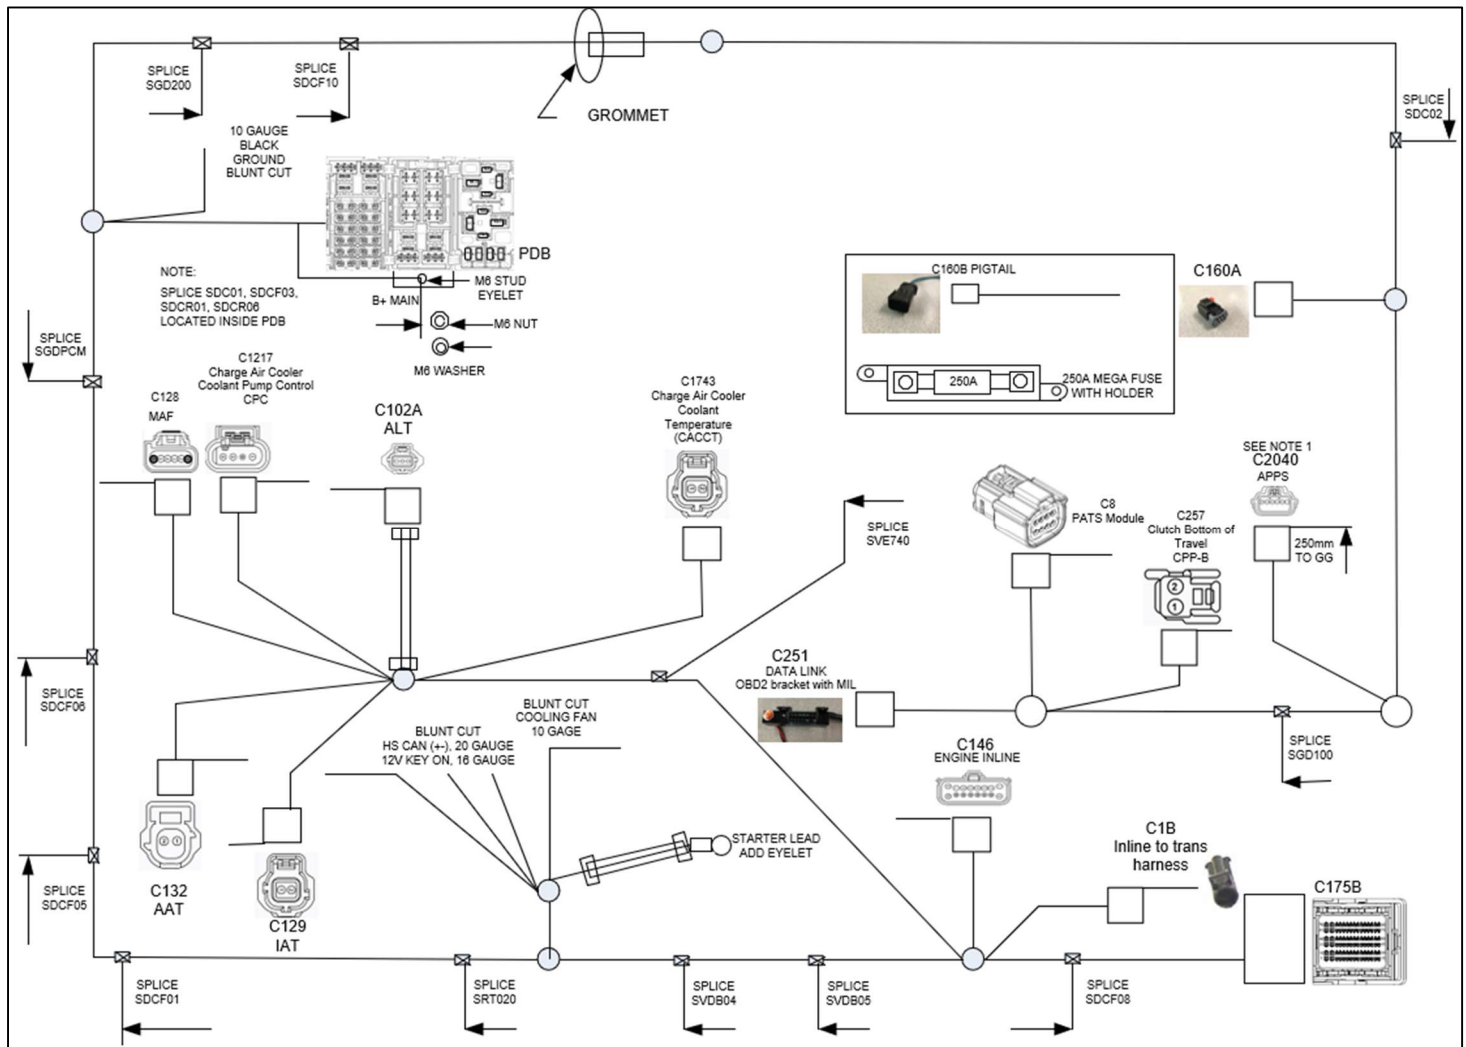 SPLICE
SGD200
SPLICE
SDCF10
GROMMET
SPLICE
SDC02
10 GAUGE
BLACK
GROUND
BLUNT CUT
PDB
NOTE:
SPLICE SDC01, SDCF03,
SDCR01, SDCR06
LOCATED INSIDE PDB
B+ MAIN
M6 STUD
EYELET
M6 NUT
M6 WASHER
C160B PIGTAIL
C160A
250A
250A MEGA FUSE
WITH HOLDER
SPLICE
SGDPCM
C128
MAF
C1217
Charge Air Cooler
Coolant Pump Control
CPC
C102A
ALT
C1743
Charge Air Cooler
Coolant
Temperature
(CACCT)
SPLICE
SVE740
C8
PATS Module
C257
Clutch Bottom of
Travel
CPP-B
2
1
SEE NOTE 1
C2040
APPS
250mm
TO GG
SPLICE
SDCF06
C251
DATA LINK
OBD2 bracket with MIL
SPLICE
SGD100
BLUNT CUT
HS CAN (+-), 20 GAUGE
12V KEY ON, 16 GAUGE
BLUNT CUT
COOLING FAN
10 GAGE
C146
ENGINE INLINE
STARTER LEAD
ADD EYELET
C1B
Inline to trans
harness
C175B
SPLICE
SDCF05
C132
AAT
C129
IAT
SPLICE
SDCF01
SPLICE
SRT020
SPLICE
SVDB04
SPLICE
SVDB05
SPLICE
SDCF08